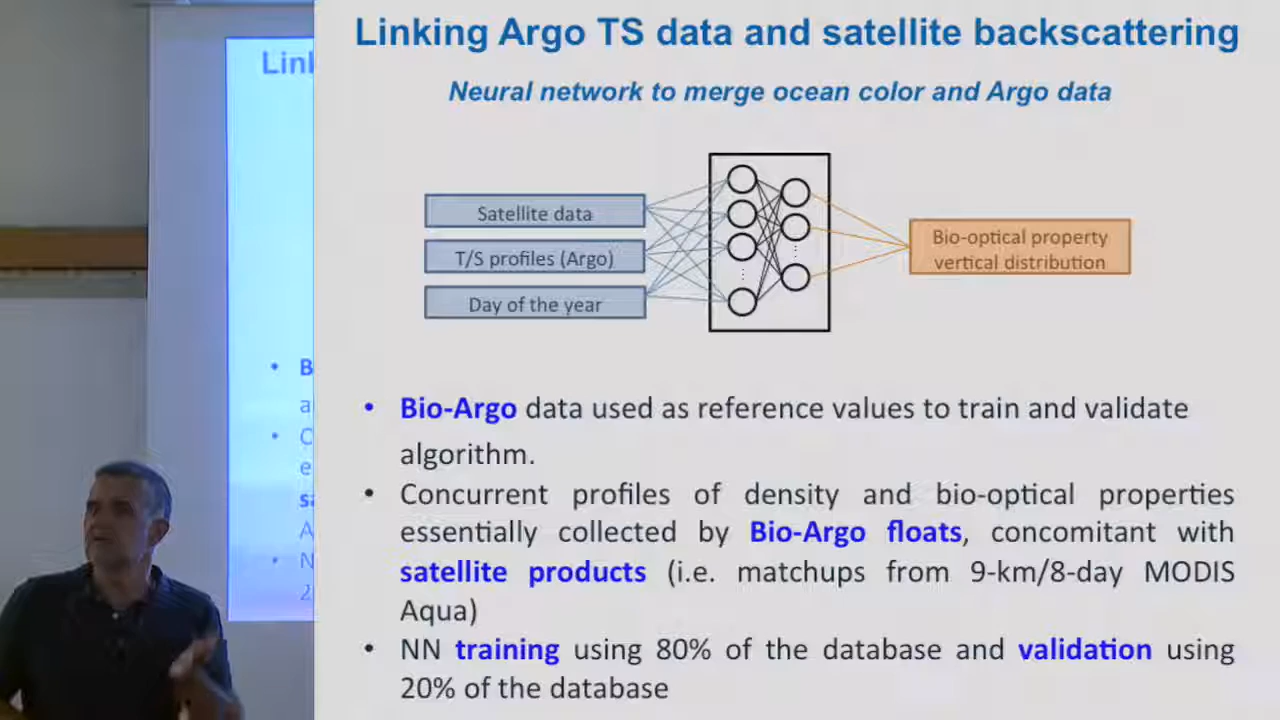 Linking Argo TS data and satellite backscattering
Neural network to merge ocean color and Argo data
Satellite data
T/S profiles (Argo)
Day of the year
Bio-optical property
vertical distribution
• Bio-Argo data used as reference values to train and validate
algorithm.
• Concurrent profiles of density and bio-optical properties
essentially collected by Bio-Argo floats, concomitant with
satellite products (i.e. matchups from 9-km/8-day MODIS
Aqua)
• NN training using 80% of the database and validation using
20% of the database